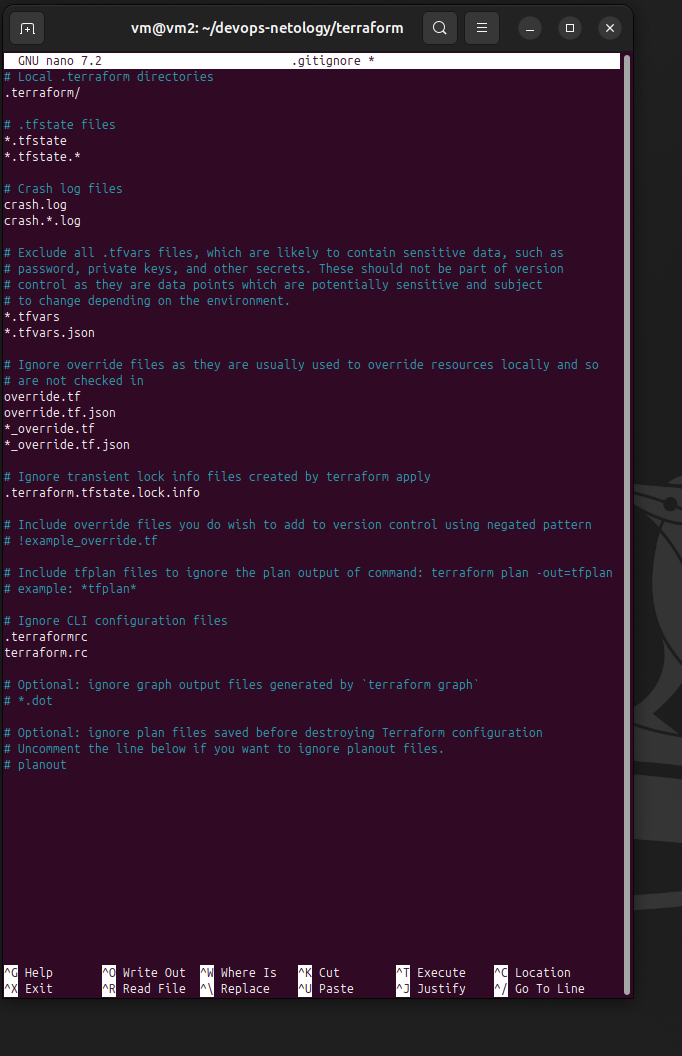 vm@vm2: ~/devops-netology/terraform
GNU nano 7.2 .gitignore *
# Local .terraform directories
.terraform/

# .tfstate files
*.tfstate
*.tfstate.*

# Crash log files
crash.log
crash.*.log

# Exclude all .tfvars files, which are likely to contain sensitive data, such as
# password, private keys, and other secrets. These should not be part of version
# control as they are data points which are potentially sensitive and subject
# to change depending on the environment.
*.tfvars
*.tfvars.json

# Ignore override files as they are usually used to override resources locally and so
# are not checked in
override.tf
override.tf.json
*_override.tf
*_override.tf.json

# Ignore transient lock info files created by terraform apply
.terraform.tfstate.lock.info

# Include override files you do wish to add to version control using negated pattern
# !example_override.tf

# Include tfplan files to ignore the plan output of command: terraform plan -out=tfplan
# example: *tfplan*

# Ignore CLI configuration files
.terraformrc
terraform.rc

# Optional: ignore graph output files generated by `terraform graph`
# *.dot

# Optional: ignore plan files saved before destroying Terraform configuration
# Uncomment the line below if you want to ignore planout files.
# planout

^G Help ^O Write Out ^W Where Is ^K Cut ^T Execute ^C Location
^X Exit ^R Read File ^\ Replace ^U Paste ^J Justify ^/ Go To Line